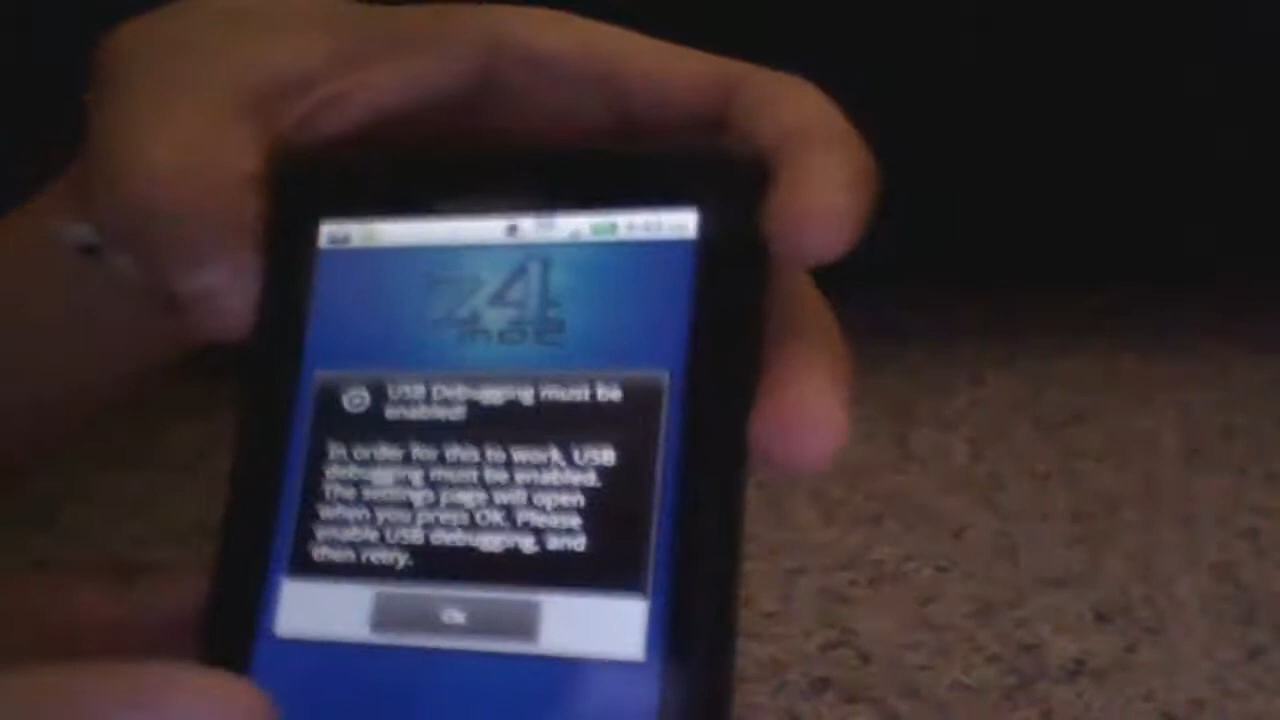 z4
mod
USB Debugging must be
enabled!
In order for this to work, USB
debugging must be enabled.
The settings page will open
when you press OK. Please
enable USB debugging, and
then retry.
Ok